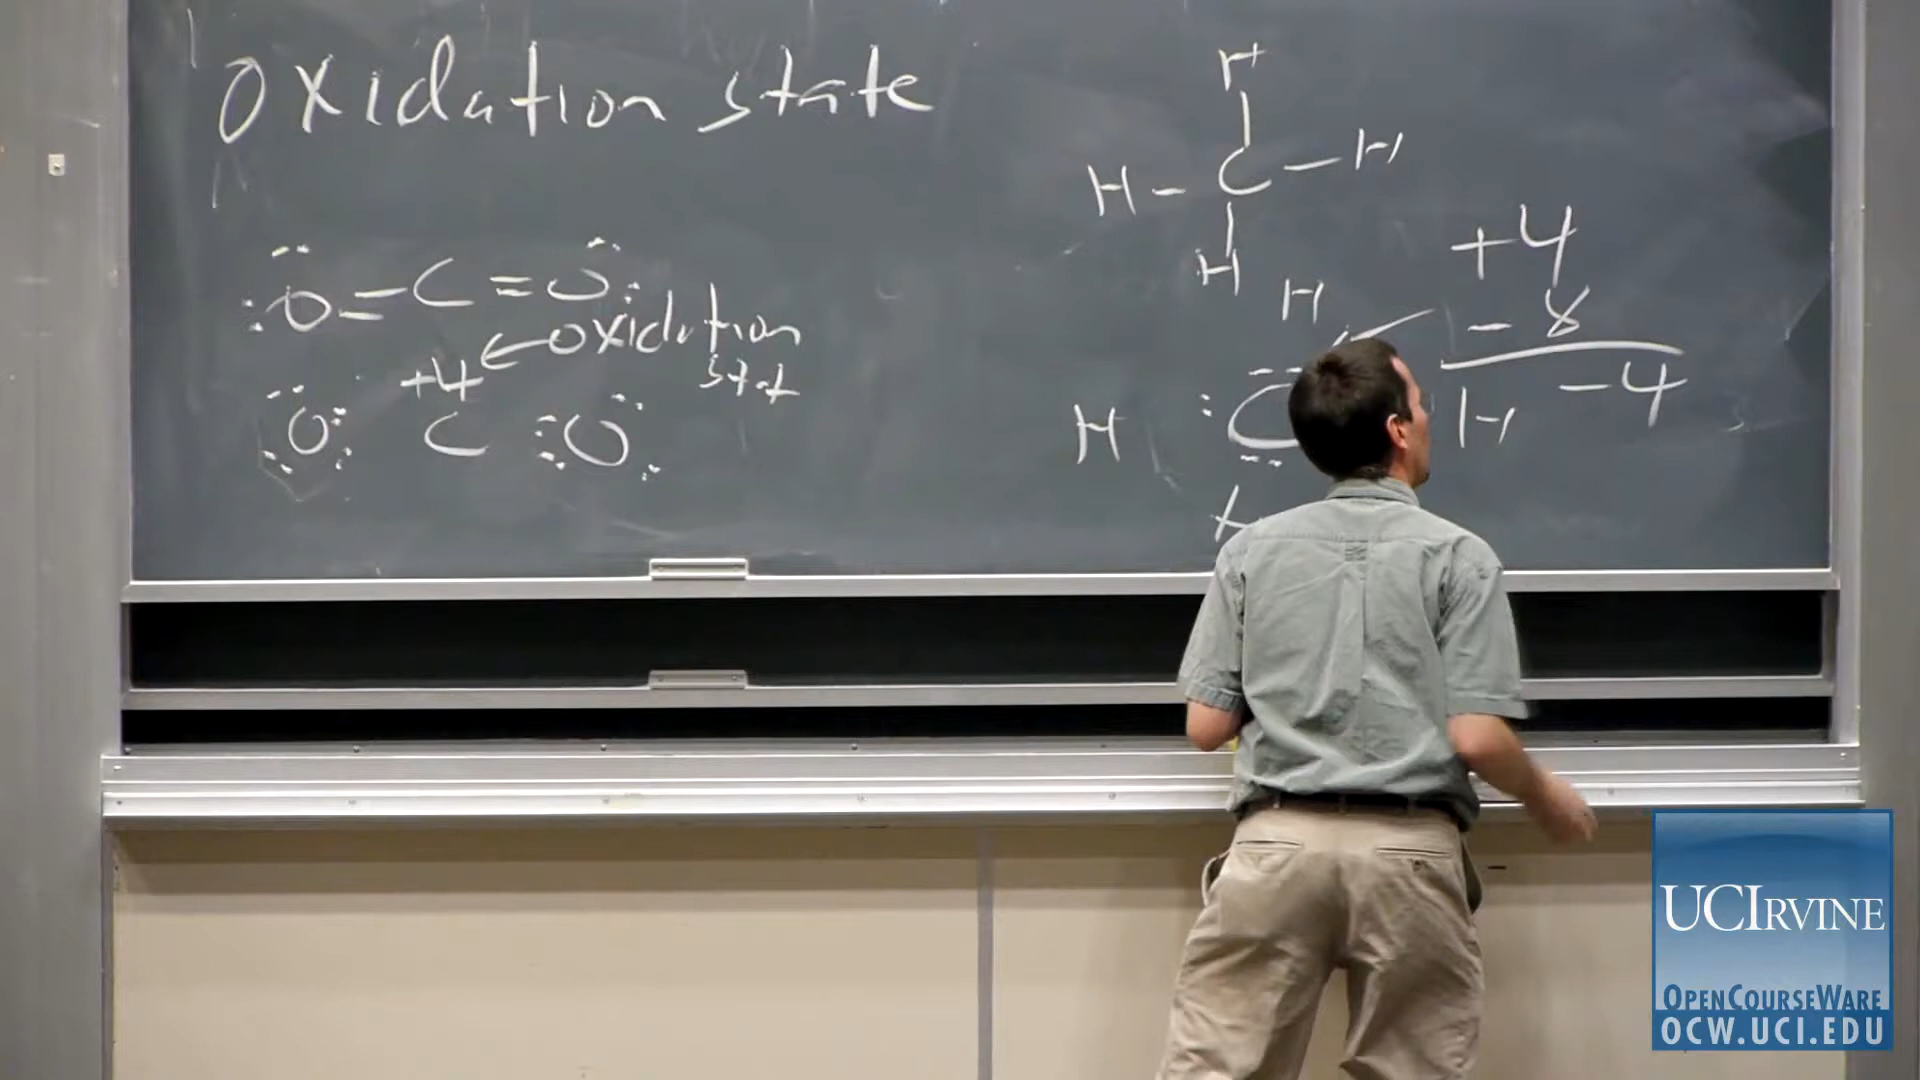 Oxidation state
O=C=O
oxidation
state
+4
O C O
H
H-C-H
H
+4
-8
-4
H
H C H
UCIRVINE
OPENCOURSEWARE
OCW.UCI.EDU